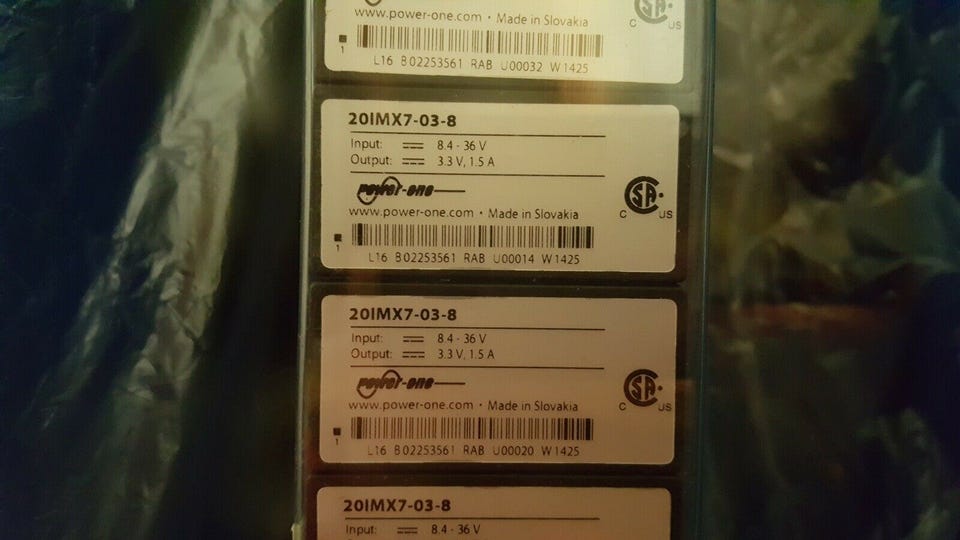 www.power-one.com • Made in Slovakia
C SA US
1
L16 B02253561 RAB U00032 W1425
20IMX7-03-8
Input: 8.4 - 36 V
Output: 3.3 V, 1.5 A
power-one
www.power-one.com • Made in Slovakia
C SA US
1
L16 B02253561 RAB U00014 W1425
20IMX7-03-8
Input: 8.4 - 36 V
Output: 3.3 V, 1.5 A
power-one
www.power-one.com • Made in Slovakia
C SA US
1
L16 B02253561 RAB U00020 W1425
20IMX7-03-8
Input: 8.4 - 36 V